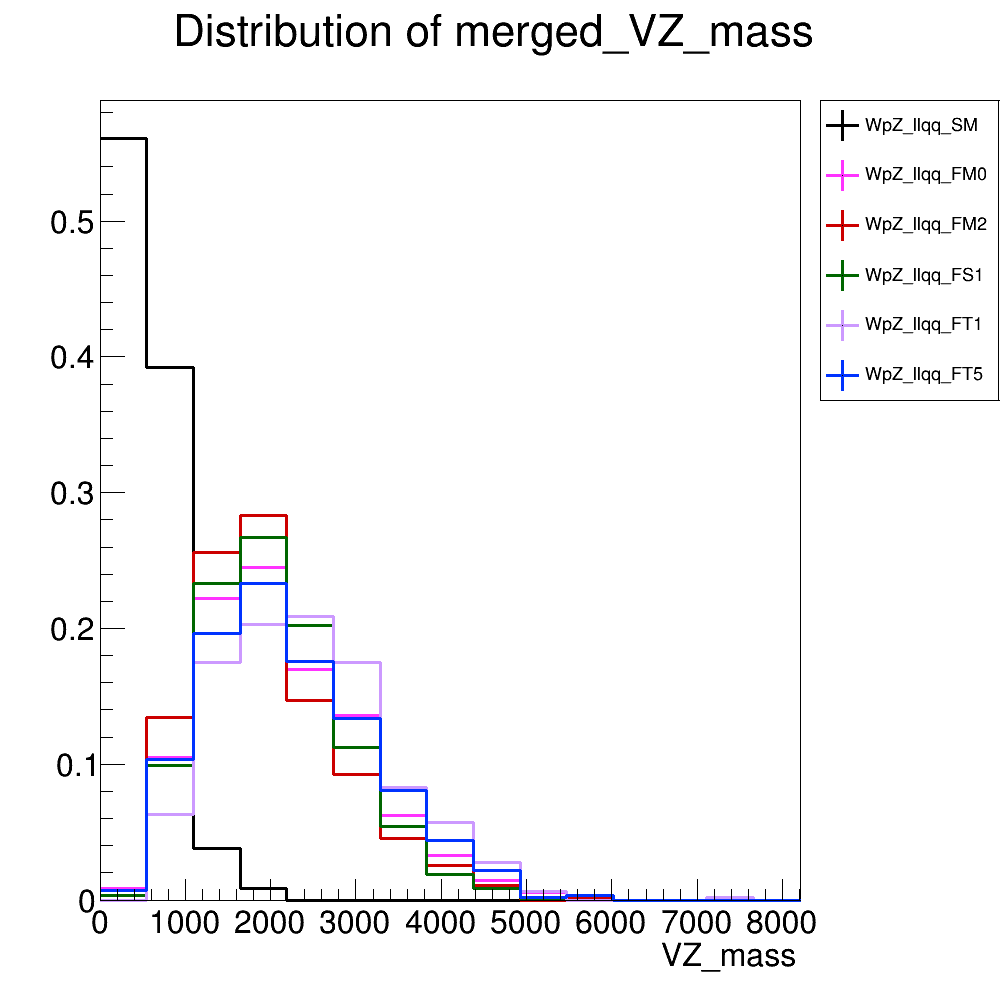 Distribution of merged_VZ_mass
WpZ_llqq_SM
WpZ_llqq_FM0
WpZ_llqq_FM2
WpZ_llqq_FS1
WpZ_llqq_FT1
WpZ_llqq_FT5
0.5
0.4
0.3
0.2
0.1
0
0 1000 2000 3000 4000 5000 6000 7000 8000
VZ_mass